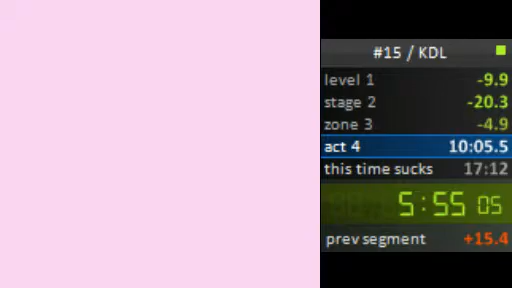 #15 / KDL
level 1 -9.9
stage 2 -20.3
zone 3 -4.9
act 4 10:05.5
this time sucks 17:12
5:55 05
prev segment +15.4